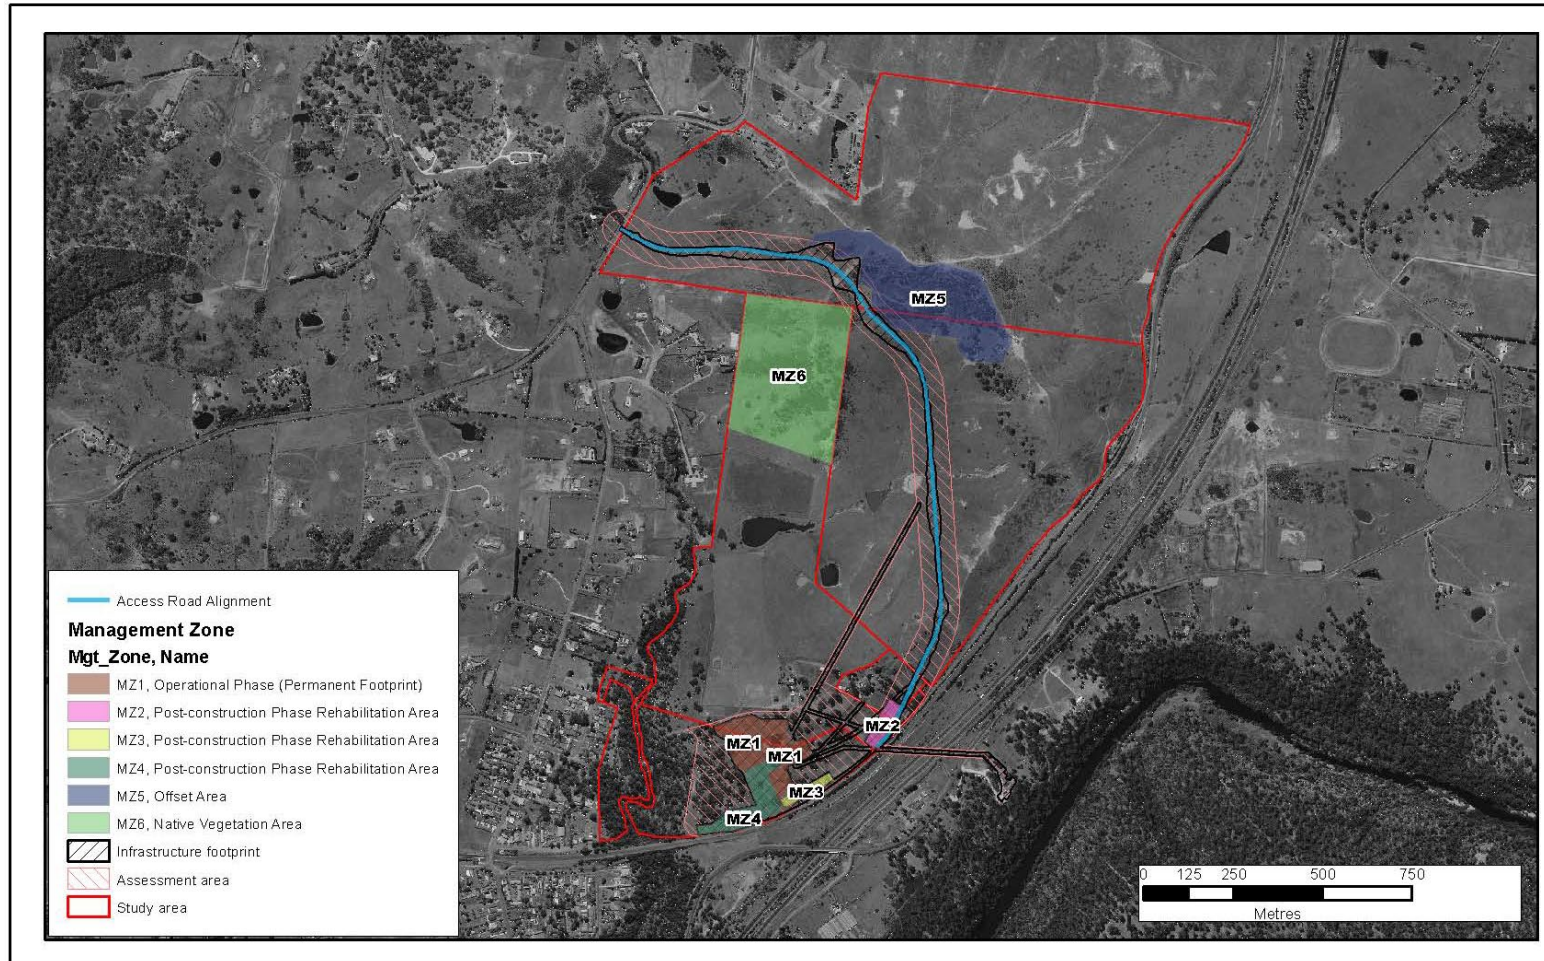 MZ5
MZ6
MZ2
MZ1
MZ1
MZ3
MZ4
Access Road Alignment
Management Zone
Mgt_Zone, Name
MZ1, Operational Phase (Permanent Footprint)
MZ2, Post-construction Phase Rehabilitation Area
MZ3, Post-construction Phase Rehabilitation Area
MZ4, Post-construction Phase Rehabilitation Area
MZ5, Offset Area
MZ6, Native Vegetation Area
Infrastructure footprint
Assessment area
Study area
0 125 250 500 750
Metres